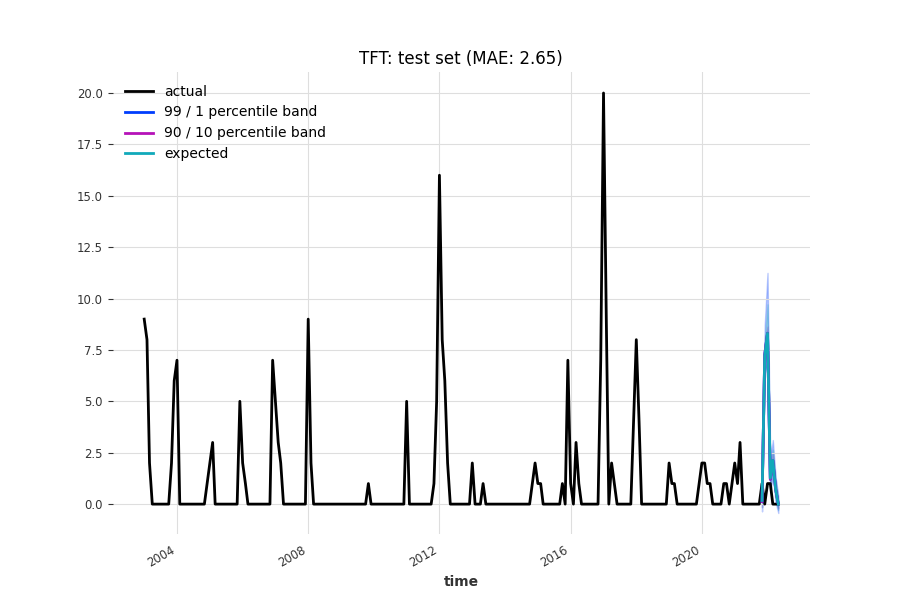 TFT: test set (MAE: 2.65)
actual
99 / 1 percentile band
90 / 10 percentile band
expected
20.0
17.5
15.0
12.5
10.0
7.5
5.0
2.5
0.0
2004
2008
2012
2016
2020
time